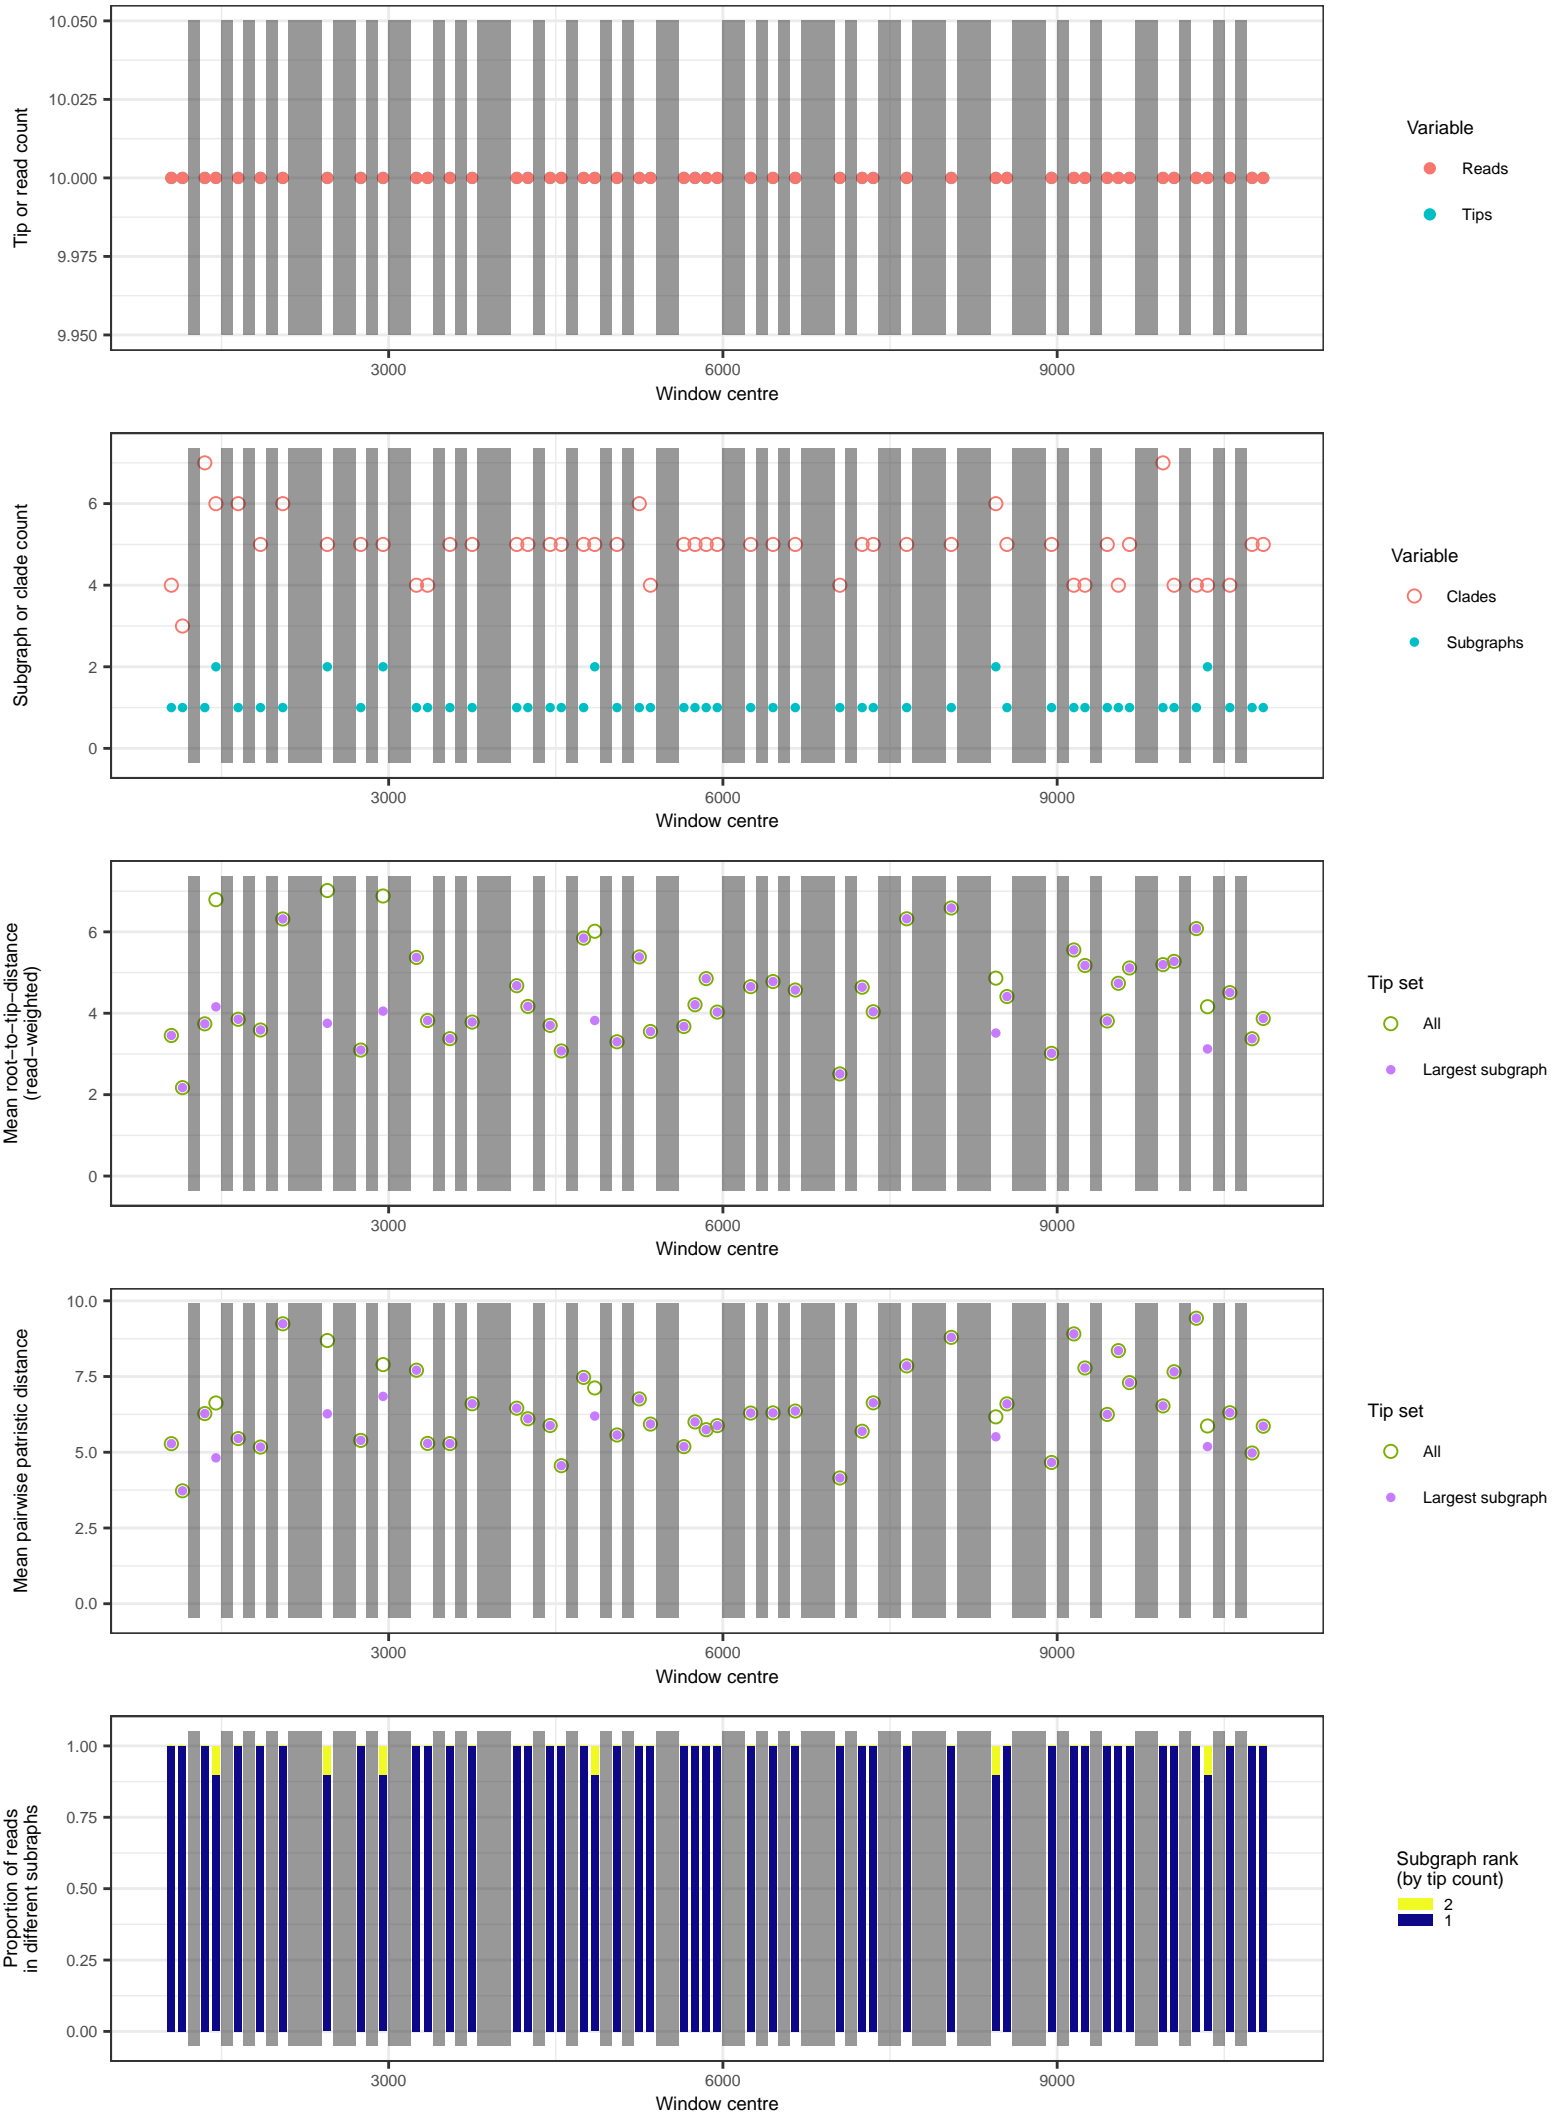 Tip or read count
10.050
10.025
10.000
9.975
9.950
3000
6000
9000
Window centre
Variable
Reads
Tips
Subgraph or clade count
6
4
2
0
3000
6000
9000
Window centre
Variable
Clades
Subgraphs
Mean root−to−tip−distance
(read−weighted)
6
4
2
0
3000
6000
9000
Window centre
Tip set
All
Largest subgraph
Mean pairwise patristic distance
10.0
7.5
5.0
2.5
0.0
3000
6000
9000
Window centre
Tip set
All
Largest subgraph
Proportion of reads
in different subraphs
1.00
0.75
0.50
0.25
0.00
3000
6000
9000
Window centre
Subgraph rank
(by tip count)
2
1